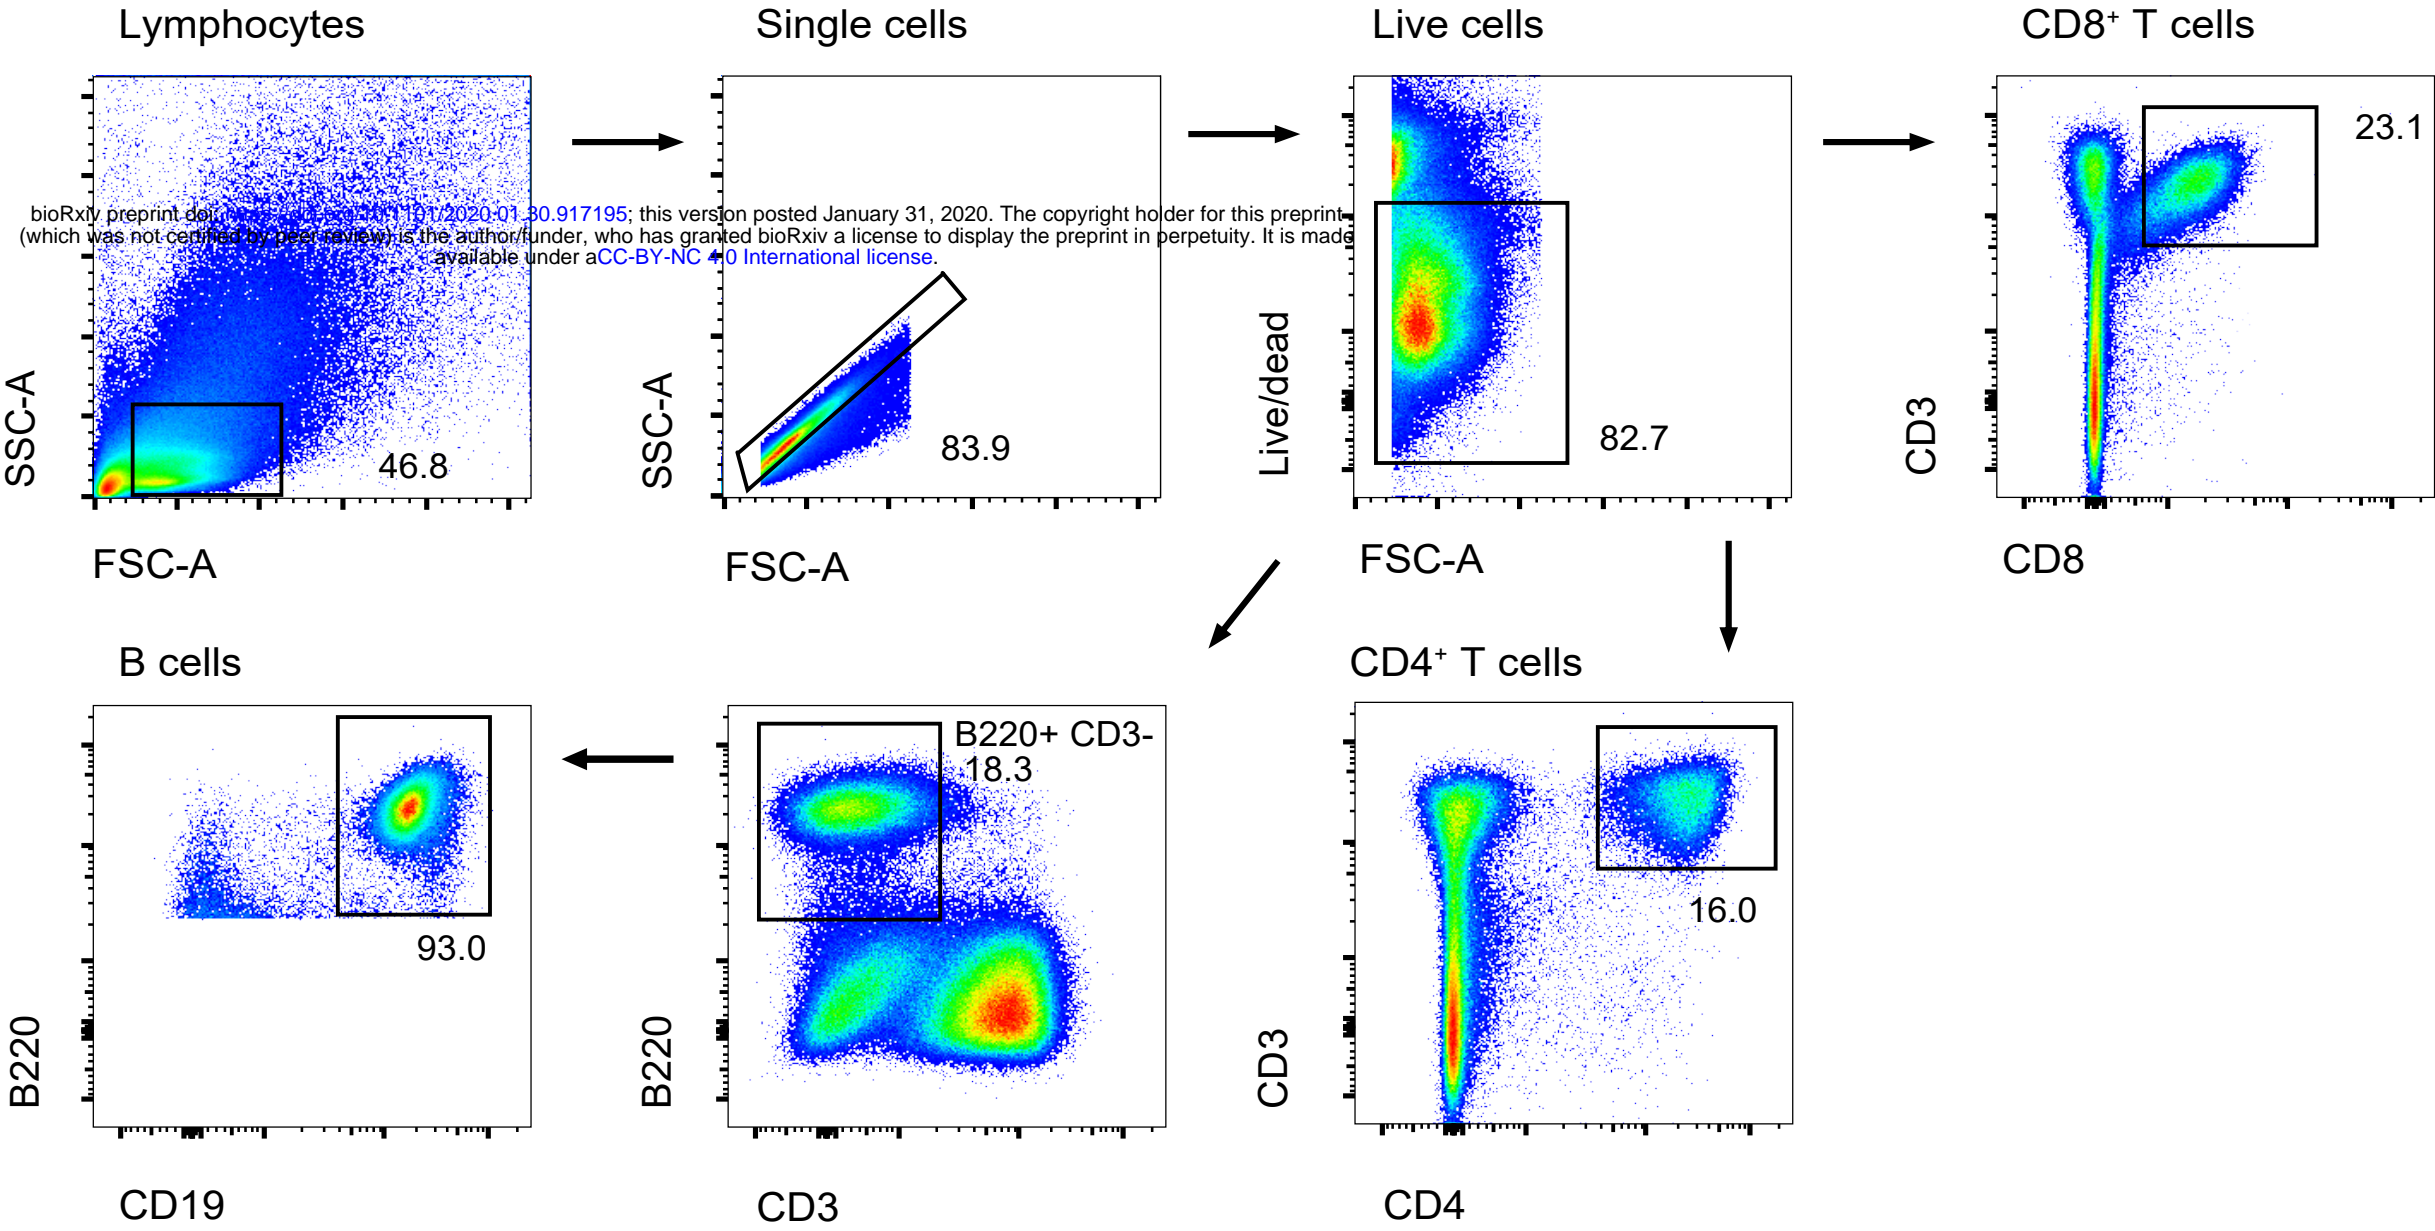 Lymphocytes
Single cells
Live cells
CD8⁺ T cells
SSC-A
46.8
FSC-A
SSC-A
83.9
FSC-A
Live/dead
82.7
FSC-A
CD3
23.1
CD8
bioRxiv preprint doi: 2020.01.30.917195; this version posted January 31, 2020. The copyright holder for this preprint
(which was not certified by peer review) is the author/funder, who has granted bioRxiv a license to display the preprint in perpetuity. It is made
available under aCC-BY-NC 4.0 International license.
B cells
CD4⁺ T cells
B220
93.0
CD19
B220
B220+ CD3-
18.3
CD3
CD3
16.0
CD4